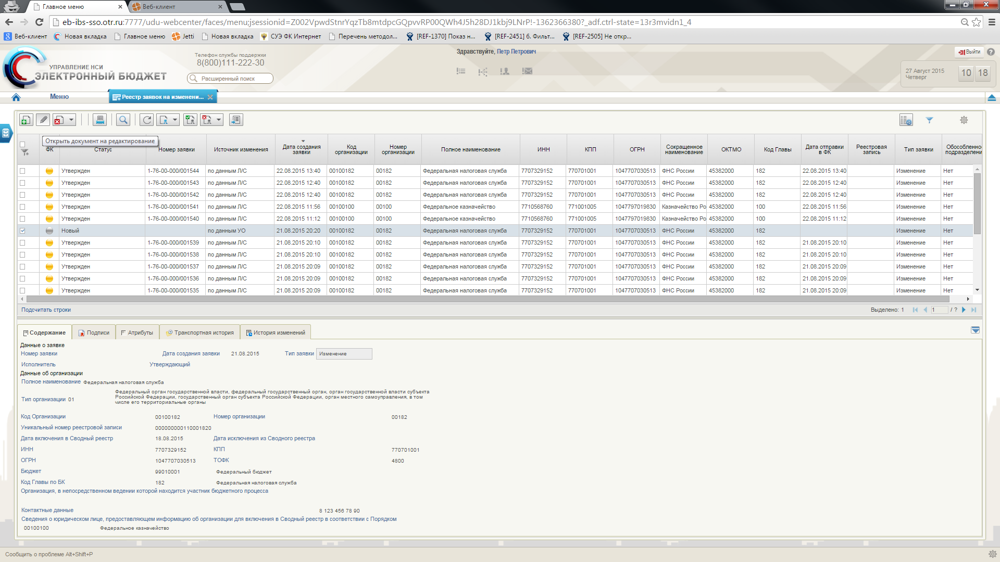 Главное меню
Веб-клиент
eb-ibs-sso.otr.ru:7777/udu-webcenter/faces/menu;jsessionid=Z002VpwdStnrYqzTb8mtdpcGQpvvRP00QWh4J5h28DJ1kbj9LNrP!-1362366380?_adf.ctrl-state=13r3mvidn1_4
Веб-клиент Новая вкладка Главное меню Jetti Новая вкладка СУЭ ФК Интернет Перечень методол... [REF-1370] Показ н... [REF-2451] 6. Фильт... [REF-2505] Не откр...
УПРАВЛЕНИЕ НСИ
ЭЛЕКТРОННЫЙ БЮДЖЕТ
Телефон службы поддержки
8(800)111-222-30
Расширенный поиск
Здравствуйте, Петр Петрович
Выйти
27 Август 2015
Четверг
10 18
Меню
Реестр заявок на изменени...
Открыть документ на редактирование
ФК Статус Номер заявки Источник изменения Дата создания заявки Код организации Номер организации Полное наименование ИНН КПП ОГРН Сокращенное наименование ОКТМО Код Главы Дата отправки в ФК Реестровая запись Тип заявки Обособленно подразделени
Утвержден 1-76-00-000/001544 по данным Л/С 22.08.2015 13:40 00100182 00182 Федеральная налоговая служба 7707329152 770701001 1047707030513 ФНС России 45382000 182 22.08.2015 13:40 Изменение Нет
Утвержден 1-76-00-000/001543 по данным Л/С 22.08.2015 12:40 00100182 00182 Федеральная налоговая служба 7707329152 770701001 1047707030513 ФНС России 45382000 182 22.08.2015 12:40 Изменение Нет
Утвержден 1-76-00-000/001542 по данным Л/С 22.08.2015 12:40 00100182 00182 Федеральная налоговая служба 7707329152 770701001 1047707030513 ФНС России 45382000 182 22.08.2015 12:40 Изменение Нет
Утвержден 1-76-00-000/001541 по данным Л/С 22.08.2015 11:56 00100100 00100 Федеральное казначейство 7710568760 771001005 1047797019830 Казначейство Ро 45382000 100 22.08.2015 11:56 Изменение Нет
Утвержден 1-76-00-000/001540 по данным Л/С 22.08.2015 11:12 00100100 00100 Федеральное казначейство 7710568760 771001005 1047797019830 Казначейство Ро 45382000 100 22.08.2015 11:12 Изменение Нет
Новый по данным УО 21.08.2015 20:20 00100182 00182 Федеральная налоговая служба 7707329152 770701001 1047707030513 ФНС России 45382000 182 Изменение Нет
Утвержден 1-76-00-000/001539 по данным Л/С 21.08.2015 20:10 00100182 00182 Федеральная налоговая служба 7707329152 770701001 1047707030513 ФНС России 45382000 182 21.08.2015 20:10 Изменение Нет
Утвержден 1-76-00-000/001538 по данным Л/С 21.08.2015 20:10 00100182 00182 Федеральная налоговая служба 7707329152 770701001 1047707030513 ФНС России 45382000 182 21.08.2015 20:10 Изменение Нет
Утвержден 1-76-00-000/001537 по данным Л/С 21.08.2015 20:09 00100182 00182 Федеральная налоговая служба 7707329152 770701001 1047707030513 ФНС России 45382000 182 21.08.2015 20:09 Изменение Нет
Утвержден 1-76-00-000/001536 по данным Л/С 21.08.2015 20:09 00100182 00182 Федеральная налоговая служба 7707329152 770701001 1047707030513 ФНС России 45382000 182 21.08.2015 20:09 Изменение Нет
Утвержден 1-76-00-000/001535 по данным Л/С 21.08.2015 20:09 00100182 00182 Федеральная налоговая служба 7707329152 770701001 1047707030513 ФНС России 45382000 182 21.08.2015 20:09 Изменение Нет
Подсчитать строки Выделено: 1 1 / ?
Содержание Подписи Атрибуты Транспортная история История изменений
Данные о заявке
Номер заявки Дата создания заявки 21.08.2015 Тип заявки Изменение
Исполнитель Утверждающий
Данные об организации
Полное наименование Федеральная налоговая служба
Федеральный орган государственной власти, федеральный государственный орган, орган государственной власти субъекта
Тип организации 01 Российской Федерации, государственный орган субъекта Российской Федерации, орган местного самоуправления, в том
числе его территориальные органы
Код Организации 00100182 Номер организации 00182
Уникальный номер реестровой записи 000000000110001820
Дата включения в Сводный реестр 18.08.2015 Дата исключения из Сводного реестра
ИНН 7707329152 КПП 770701001
ОГРН 1047707030513 ТОФК 4800
Бюджет 99010001 Федеральный бюджет
Код Главы по БК 182 Федеральная налоговая служба
Организация, в непосредственном ведении которой находится участник бюджетного процесса
Контактные данные 8 123 456 78 90
Сведения о юридическом лице, предоставляющем информацию об организации для включения в Сводный реестр в соответствии с Порядком
00100100 Федеральное казначейство
Сообщить о проблеме Alt+Shift+P